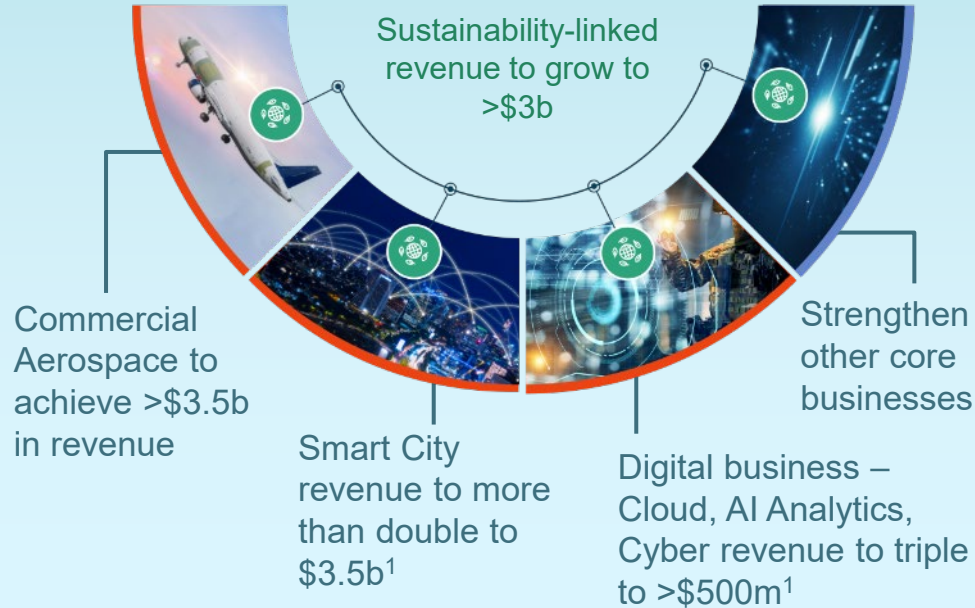 Sustainability-linked
revenue to grow to
>$3b
Commercial
Aerospace to
achieve >$3.5b
in revenue
Smart City
revenue to more
than double to
$3.5b¹
Digital business –
Cloud, AI Analytics,
Cyber revenue to triple
to >$500m¹
Strengthen
other core
businesses